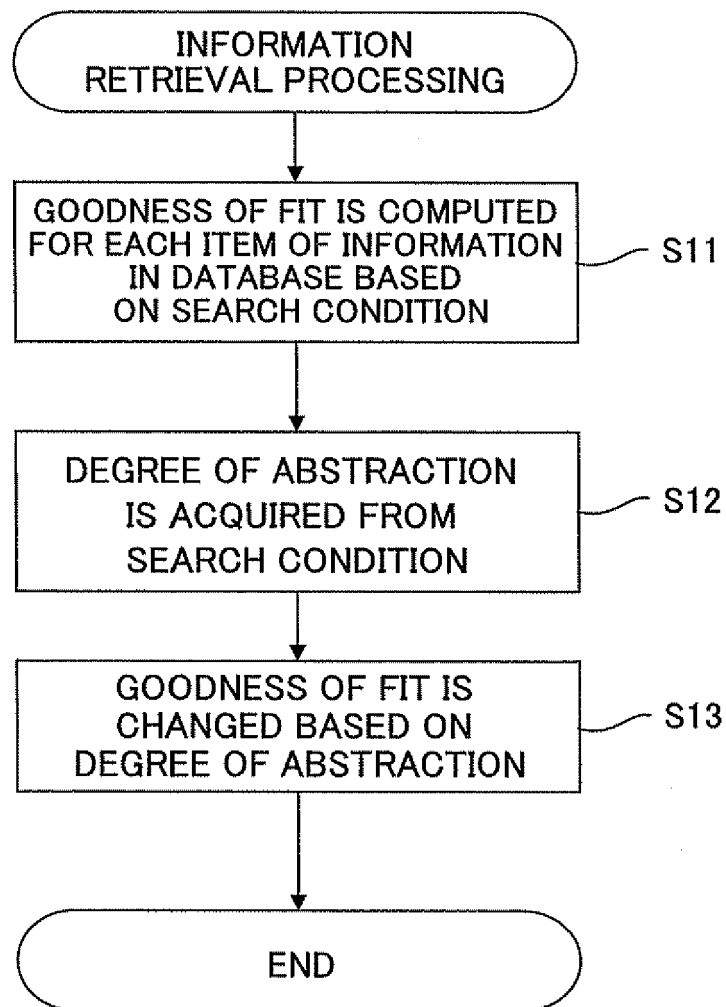 INFORMATION
RETRIEVAL PROCESSING
GOODNESS OF FIT IS COMPUTED
FOR EACH ITEM OF INFORMATION
IN DATABASE BASED
ON SEARCH CONDITION
S11
DEGREE OF ABSTRACTION
IS ACQUIRED FROM
SEARCH CONDITION
S12
GOODNESS OF FIT IS
CHANGED BASED ON
DEGREE OF ABSTRACTION
S13
END